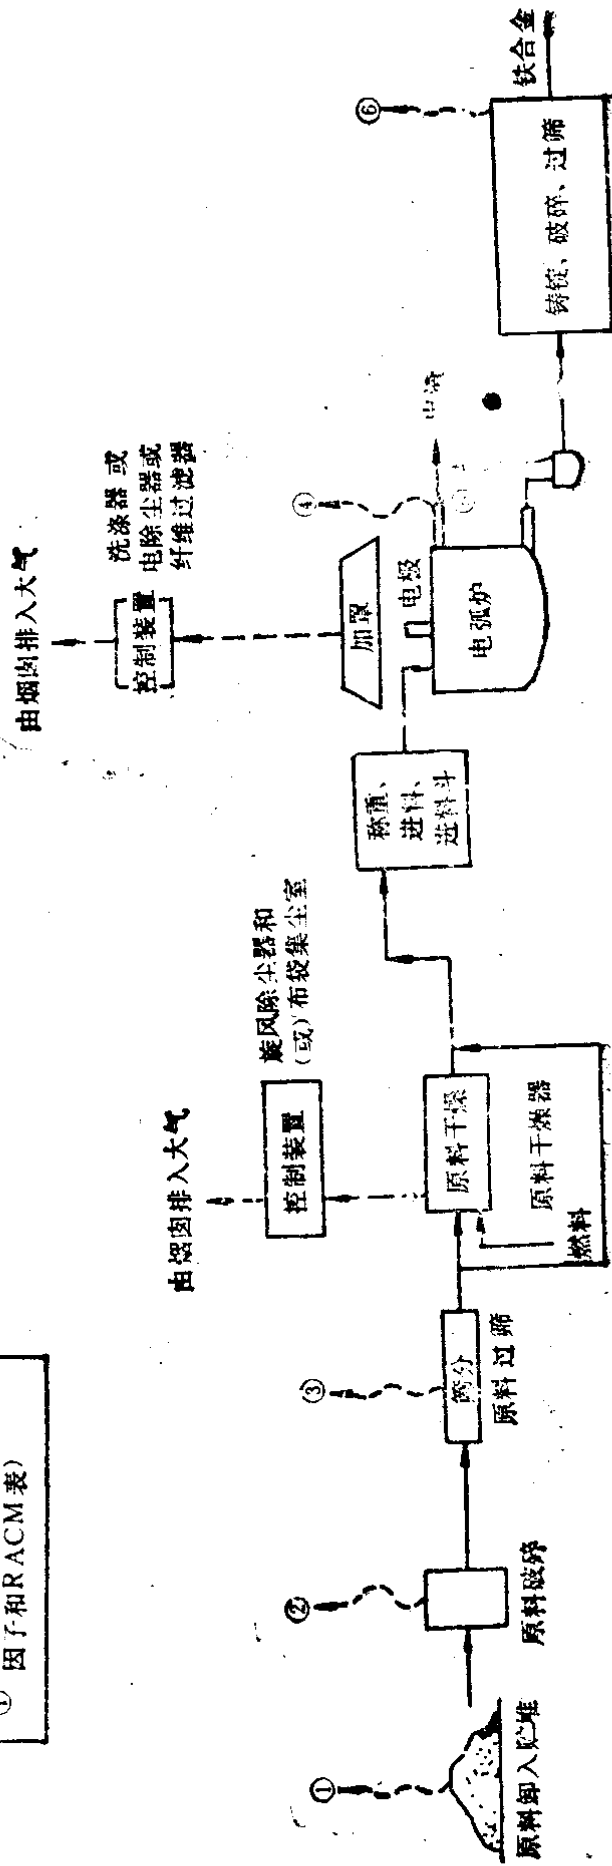 ① 因子和RACM表)
①
原料卸入贮堆
②
原料破碎
③
筛分
原料过筛
由烟囱排入大气
控制装置
旋风除尘器和
(或)布袋集尘室
原料干燥
原料干燥器
燃料
称重、
进料、
进料斗
由烟囱排入大气
控制装置
洗涤器或
电除尘器或
纤维过滤器
加罩
电极
电弧炉
④
⑥
铸锭、破碎、过筛
铁合金